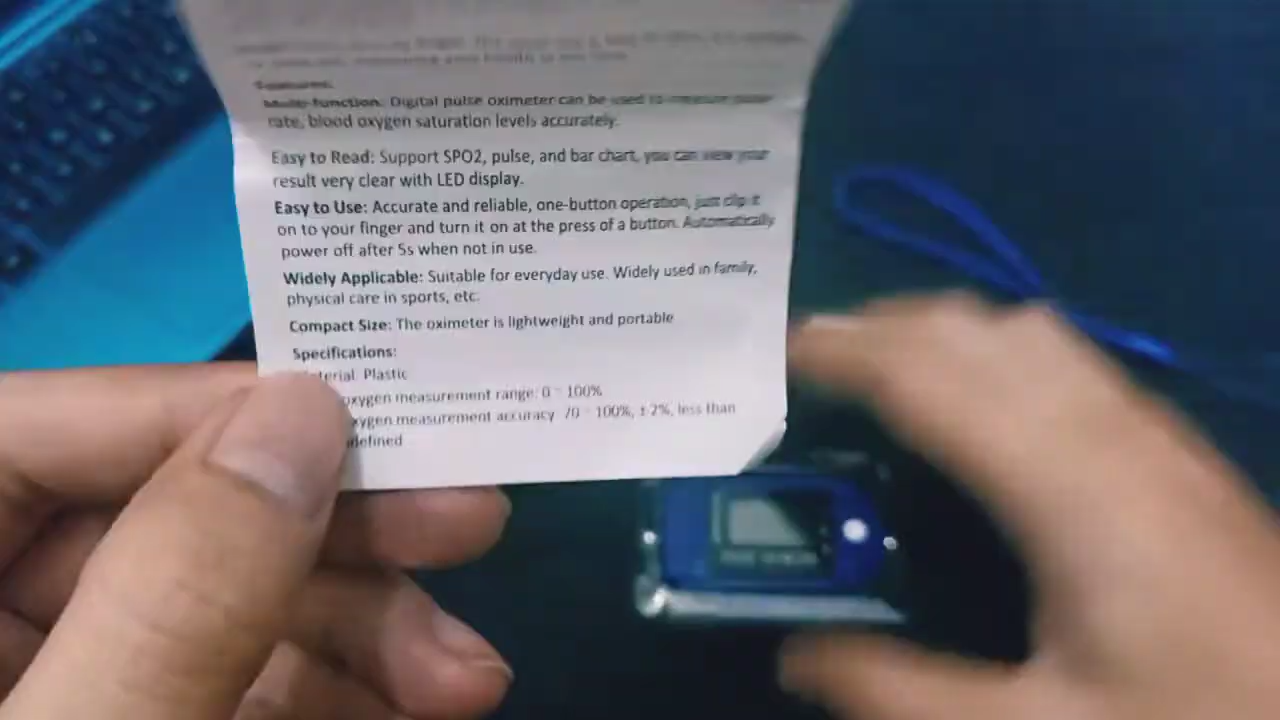 Features:
Multi-function: Digital pulse oximeter can be used to measure pulse
rate, blood oxygen saturation levels accurately.
Easy to Read: Support SPO2, pulse, and bar chart, you can view your
result very clear with LED display.
Easy to Use: Accurate and reliable, one-button operation, just clip it
on to your finger and turn it on at the press of a button. Automatically
power off after 5s when not in use.
Widely Applicable: Suitable for everyday use. Widely used in family,
physical care in sports, etc.
Compact Size: The oximeter is lightweight and portable
Specifications:
Plastic
oxygen measurement range: 0 - 100%
measurement accuracy 70 - 100%, ±2%, less than